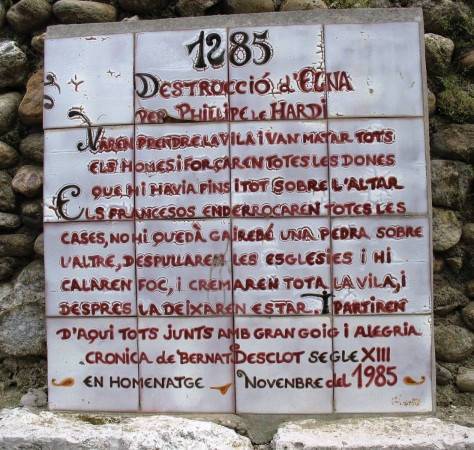 1285
DESTRUCCIÓ d'ELNA
PER PHILLIPE LE HARDI
VAREN PRENDRE LA VILA I VAN MATAR TOTS
ELS HOMES I FORÇAREN TOTES LES DONES
QUE HI HAVIA FINS I TOT SOBRE L'ALTAR
ELS FRANCESOS ENDERROCAREN TOTES LES
CASES, NO HI QUEDÀ GAIREBÉ UNA PEDRA SOBRE
L'ALTRE, DESPULLAREN LES ESGLESIES I HI
CALAREN FOC, I CREMAREN TOTA LA VILA, I
DESPRES LA DEIXAREN ESTAR. I PARTIREN
D'AQUI TOTS JUNTS AMB GRAN GOIG I ALEGRIA
CRONICA de BERNAT DESCLOT SEGLE XIII
EN HOMENATGE NOVEMBRE del 1985